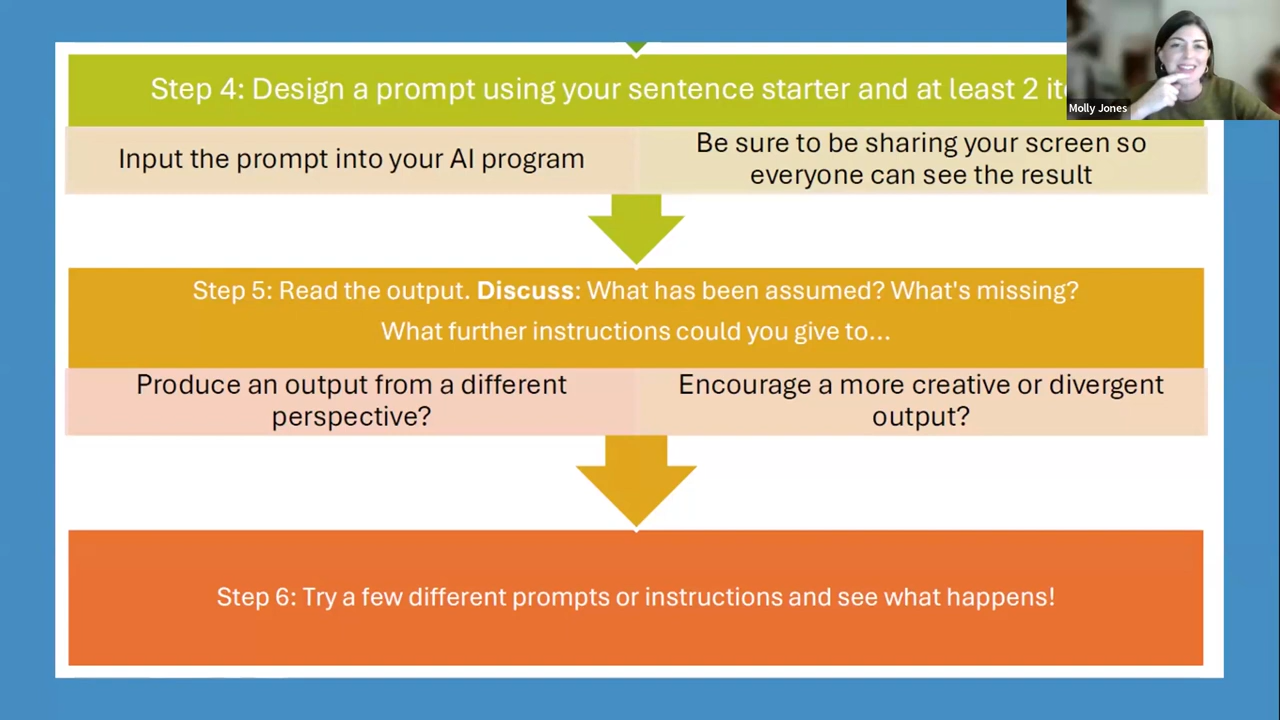 Step 4: Design a prompt using your sentence starter and at least 2
Molly Jones
Input the prompt into your AI program
Be sure to be sharing your screen so
everyone can see the result
Step 5: Read the output. Discuss: What has been assumed? What's missing?
What further instructions could you give to...
Produce an output from a different
perspective?
Encourage a more creative or divergent
output?
Step 6: Try a few different prompts or instructions and see what happens!